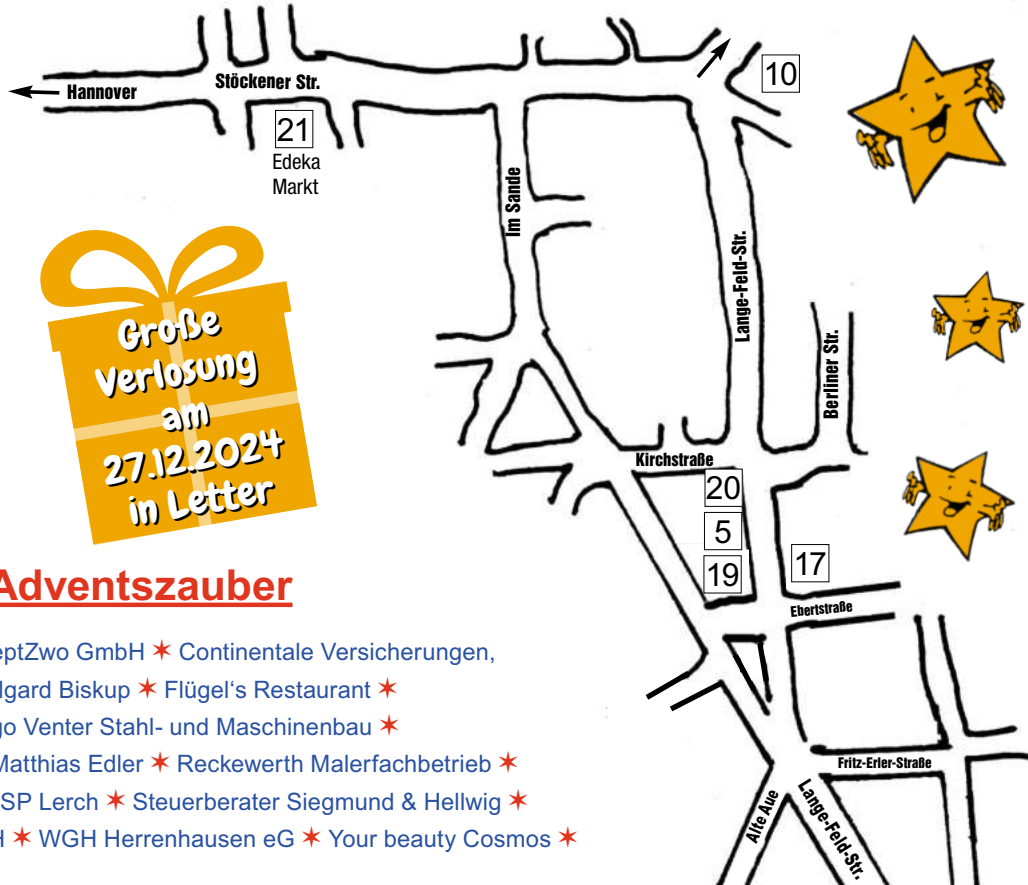 Hannover
Stöckener Str.
10
21
Edeka
Markt
Im Sande
Lange-Feld-Str.
Berliner Str.
Große
Verlosung
am
27.12.2024
in Letter
Kirchstraße
20
5
19
17
Ebertstraße
Adventszauber
eptZwo GmbH ✶ Continentale Versicherungen,
lgard Biskup ✶ Flügel‘s Restaurant ✶
go Venter Stahl- und Maschinenbau ✶
Matthias Edler ✶ Reckewerth Malerfachbetrieb ✶
SP Lerch ✶ Steuerberater Siegmund & Hellwig ✶
H ✶ WGH Herrenhausen eG ✶ Your beauty Cosmos ✶
Fritz-Erler-Straße
Alte Aue
Lange-Feld-Str.